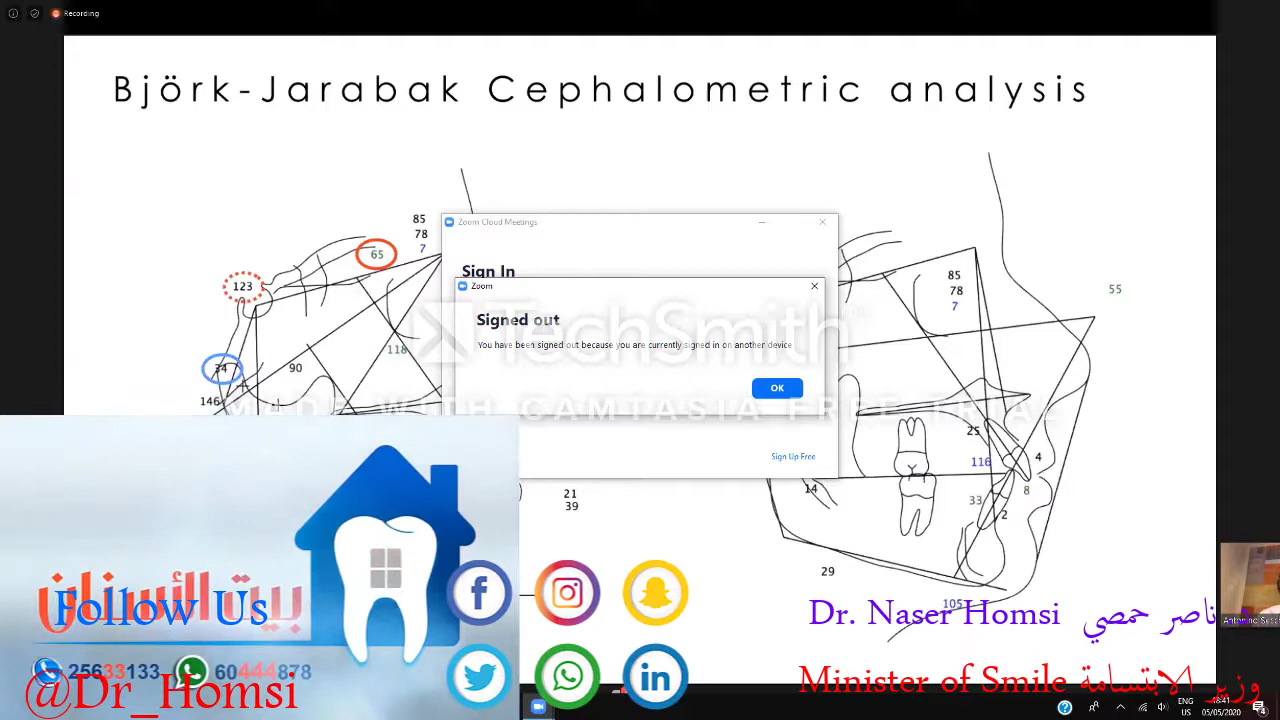 Recording
Björk-Jarabak Cephalometric analysis
85
78
7
65
123
34
146
90
118
Zoom Cloud Meetings
Sign In
Zoom
Signed out
You have been signed out because you are currently signed in on another device
OK
Sign Up Free
TechSmith
MADE WITH CAMTASIA FREE TRIAL
85
78
7
55
25
116
4
8
33
2
14
29
105
21
39
بيت الأسنان
Follow Us
25633133
60444878
@Dr_Homsi
Dr. Naser Homsi د. ناصر حمصي
Minister of Smile وزير الابتسامة
ENG
US
05/05/2020